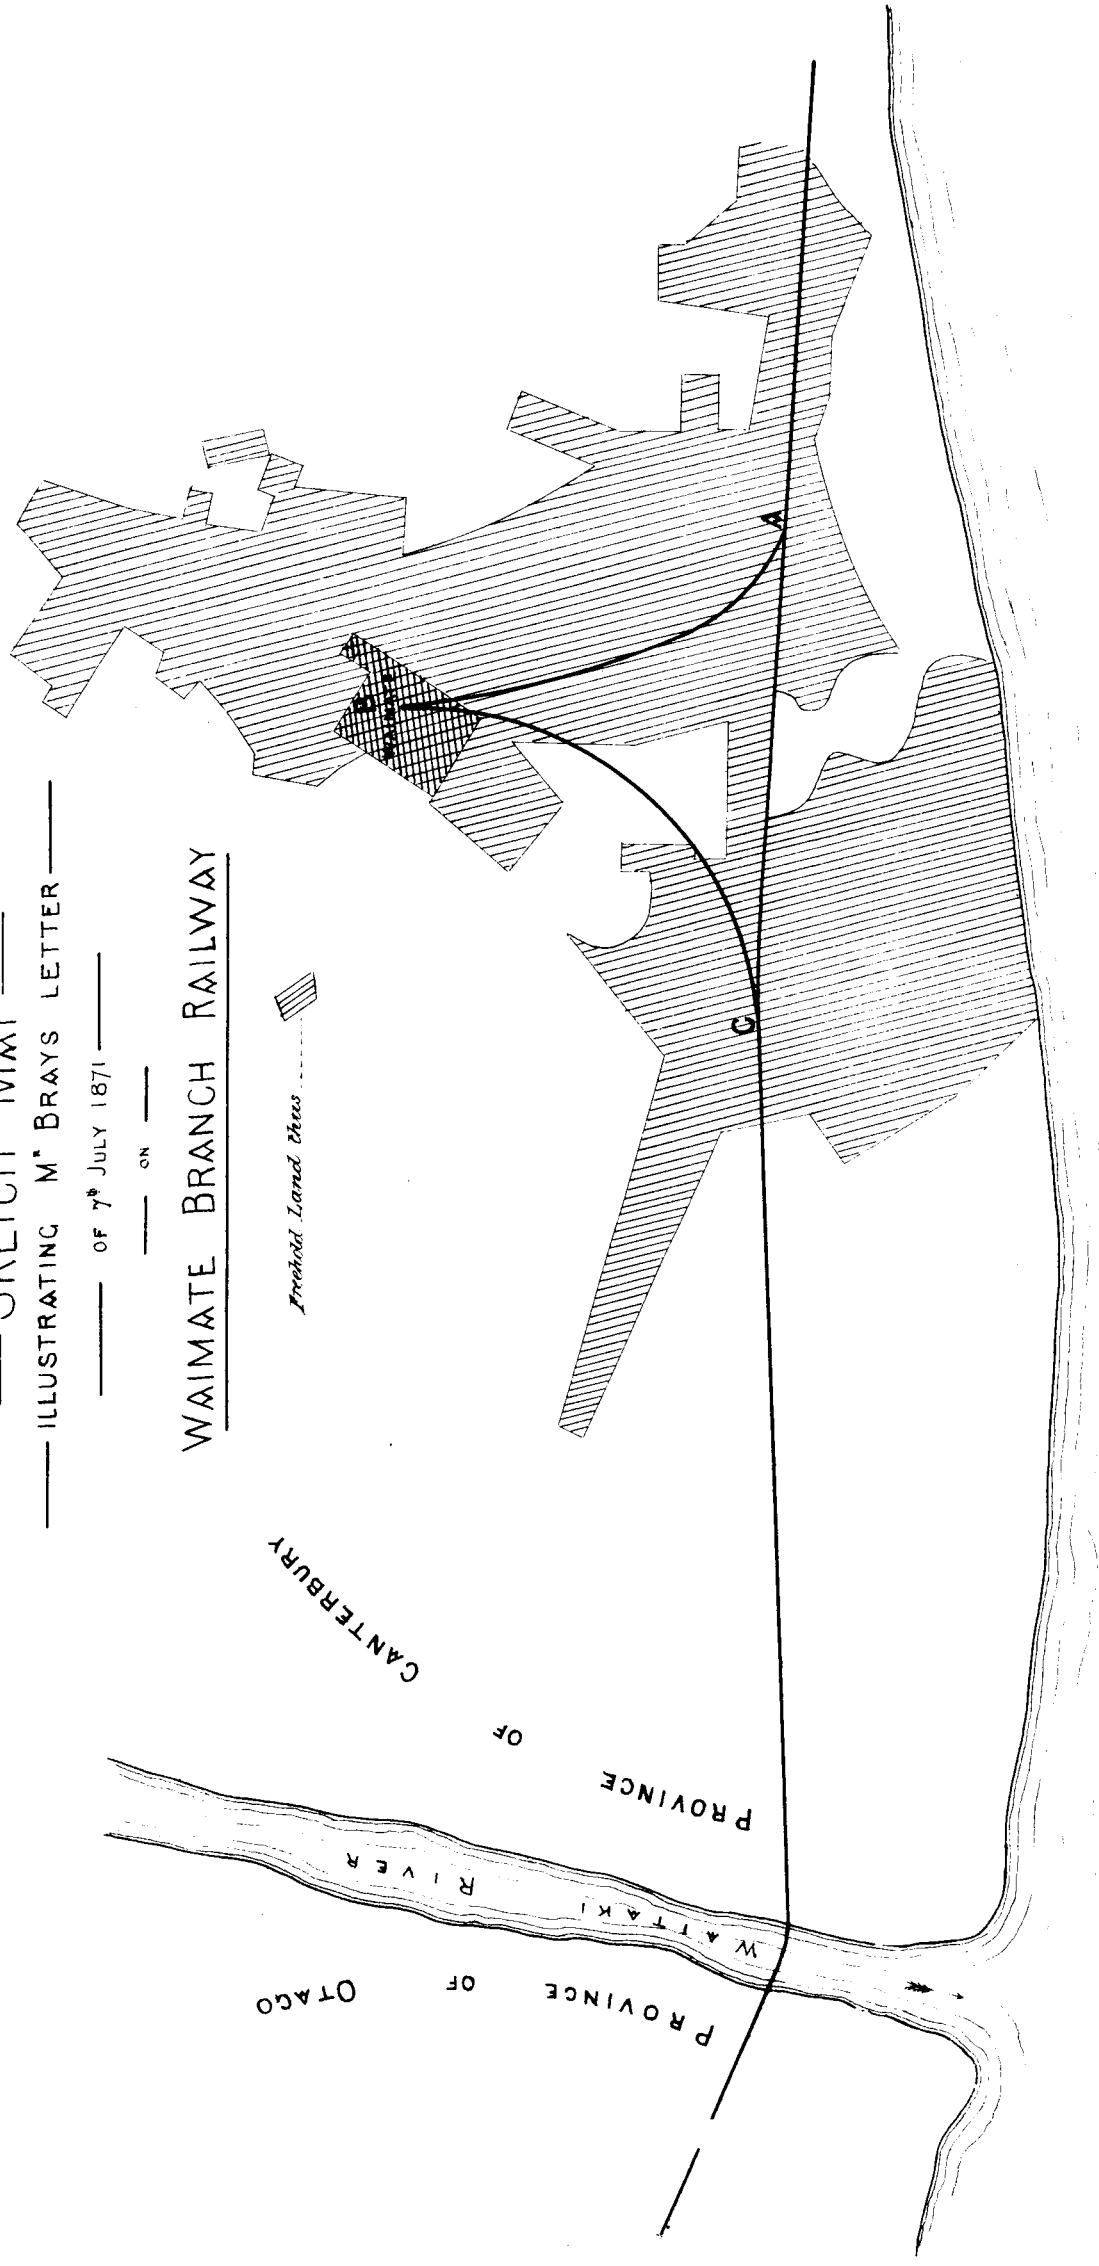 SKETCH MAP
ILLUSTRATING Mr BRAYS LETTER
OF 7th JULY 1871
ON
WAIMATE BRANCH RAILWAY
Freehold Land thus
A
B
WAIMATE
C
PROVINCE OF CANTERBURY
WAITAKI RIVER
PROVINCE OF OTAGO